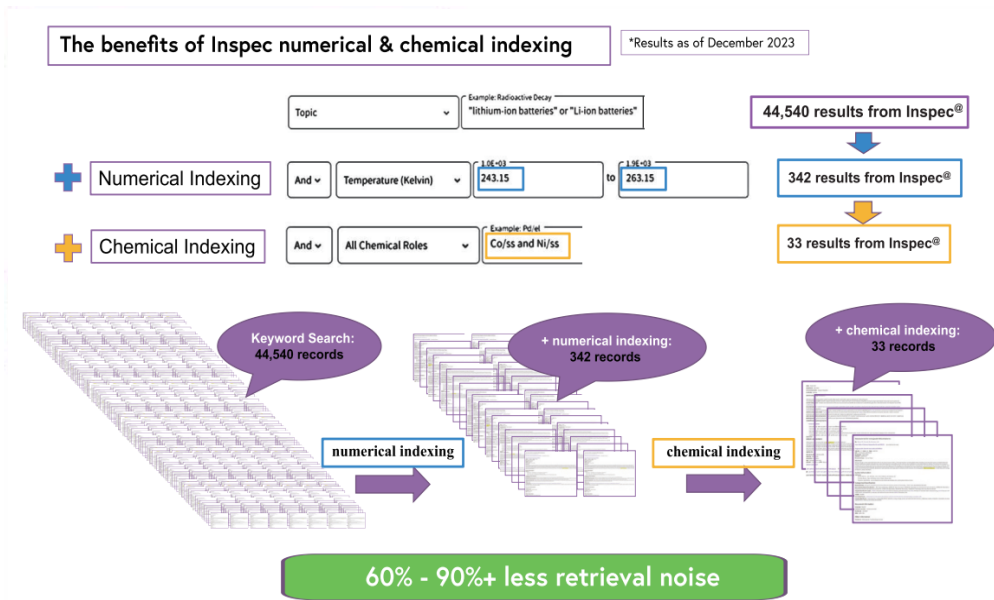 The benefits of Inspec numerical & chemical indexing
*Results as of December 2023
Topic
Example: Radioactive Decay
"lithium-ion batteries" or "Li-ion batteries"
44,540 results from Inspec@
Numerical Indexing
And
Temperature (Kelvin)
1.0E+03
243.15
to
1.9E+03
263.15
342 results from Inspec@
Chemical Indexing
And
All Chemical Roles
Example: Pd/el
Co/ss and Ni/ss
33 results from Inspec@
Keyword Search:
44,540 records
+ numerical indexing:
342 records
+ chemical indexing:
33 records
numerical indexing
chemical indexing
60% - 90%+ less retrieval noise